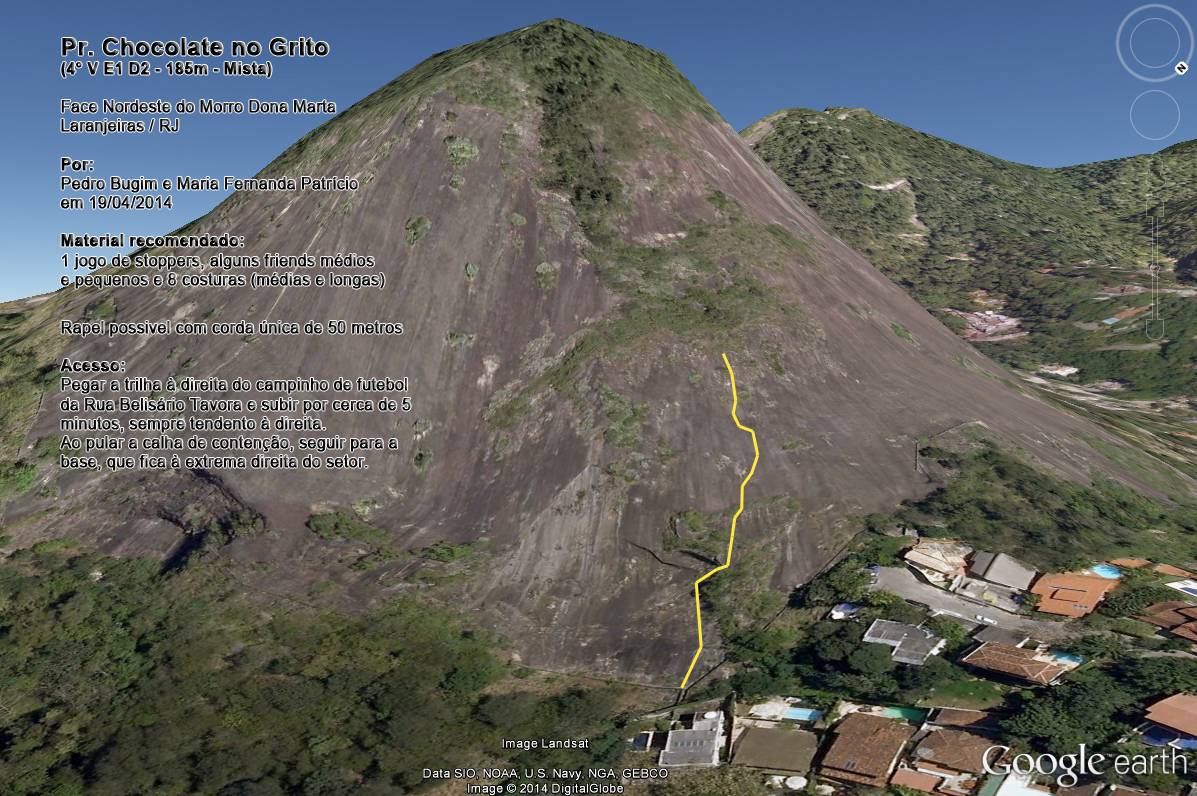 Pr. Chocolate no Grito
(4° V E1 D2 - 185m - Mista)
Face Nordeste do Morro Dona Marta
Laranjeiras / RJ
Por:
Pedro Bugim e Maria Fernanda Patrício
em 19/04/2014
Material recomendado:
1 jogo de stoppers, alguns friends médios
e pequenos e 8 costuras (médias e longas)
Rapel possivel com corda única de 50 metros
Acesso:
Pegar a trilha à direita do campinho de futebol
da Rua Belisário Tavora e subir por cerca de 5
minutos, sempre tendento à direita.
Ao pular a calha de contenção, seguir para a
base, que fica à extrema direita do setor.
N
Image Landsat
Data SIO, NOAA, U.S. Navy, NGA, GEBCO
Image © 2014 DigitalGlobe
Google earth